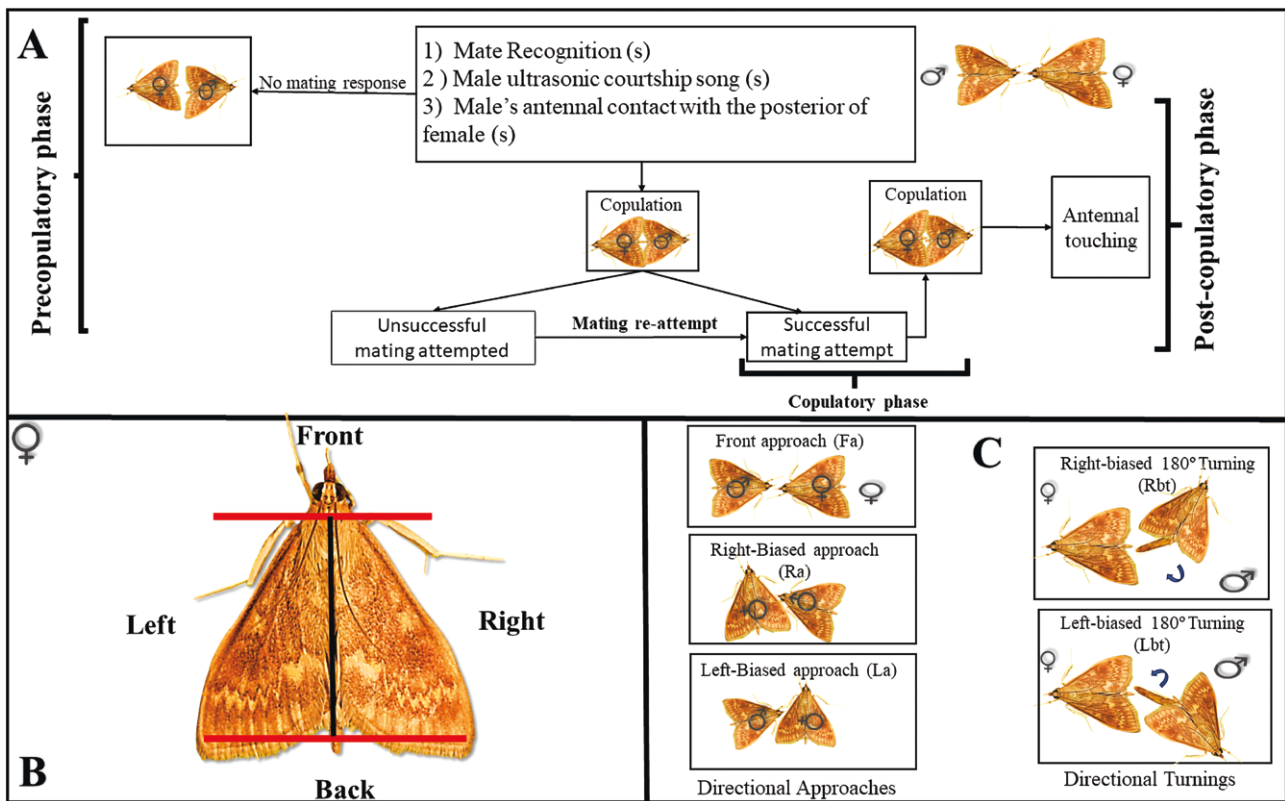 A
Precopulatory phase
No mating response
1) Mate Recognition (s)
2) Male ultrasonic courtship song (s)
3) Male's antennal contact with the posterior of
female (s)
♂
♀
♀
♂
Copulation
♀
♂
Unsuccessful
mating attempted
Mating re-attempt
Successful
mating attempt
Copulatory phase
Copulation
♀
♂
Antennal
touching
Post-copulatory phase
♀
Front
Left
Right
Back
B
Front approach (Fa)
♂
♀
♀
Right-Biased approach
(Ra)
♀
♂
Left-Biased approach (La)
♂
♀
Directional Approaches
C
Right-biased 180° Turning
(Rbt)
♀
♂
Left-biased 180° Turning
(Lbt)
♀
♂
Directional Turnings